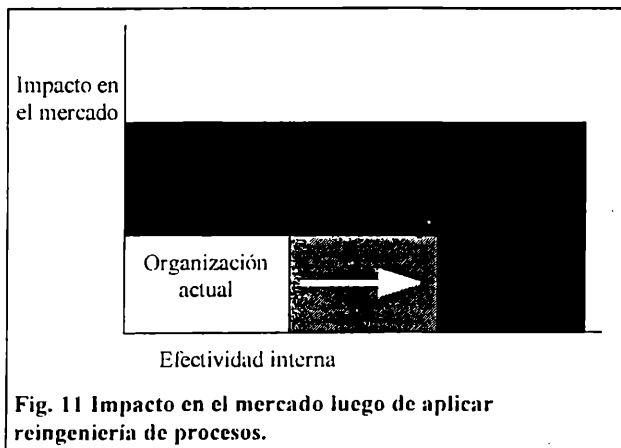 Impacto en
el mercado
Organización
actual
Efectividad interna
Fig. 11 Impacto en el mercado luego de aplicar
reingeniería de procesos.